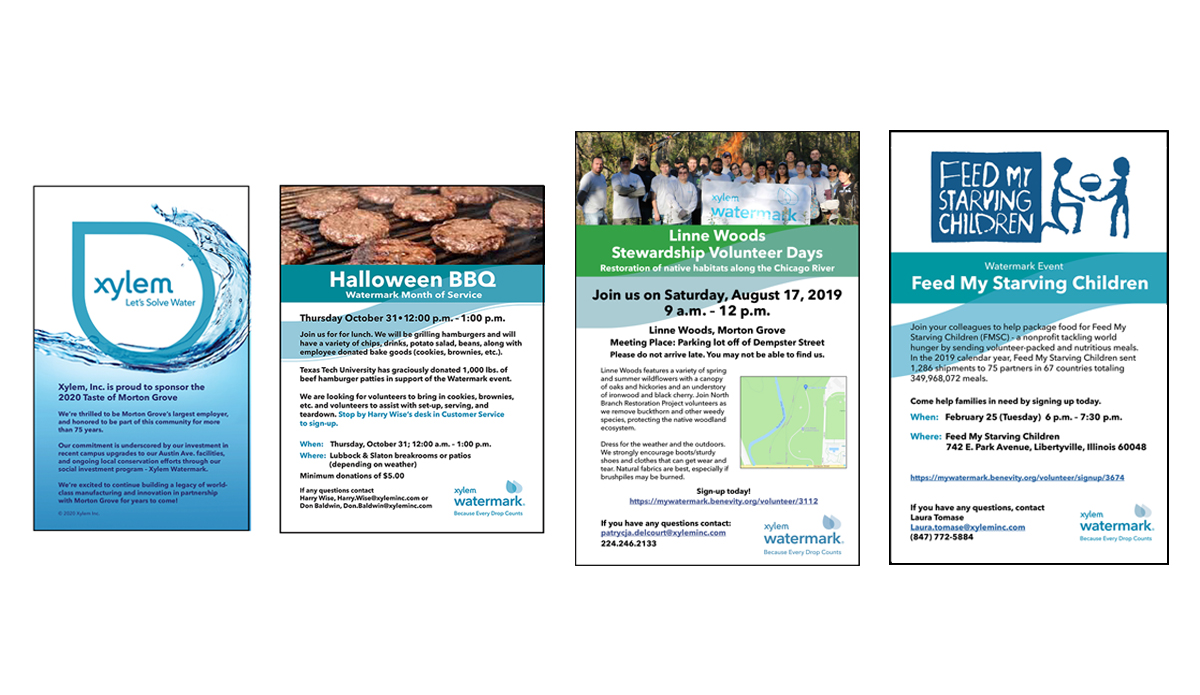 xylem
Let's Solve Water
Xylem, Inc. is proud to sponsor the
2020 Taste of Morton Grove
We're thrilled to be Morton Grove's largest employer,
and honored to be part of this community for more
than 75 years.
Our commitment is underscored by our investment in
recent campus upgrades to our Austin Ave. facilities,
and ongoing local conservation efforts through our
social investment program - Xylem Watermark.
We're excited to continue building a legacy of world-
class manufacturing and innovation in partnership
with Morton Grove for years to come!
© 2020 Xylem Inc.
Halloween BBQ
Watermark Month of Service
Thursday October 31•12:00 p.m. - 1:00 p.m.
Join us for for lunch. We will be grilling hamburgers and will
have a variety of chips, drinks, potato salad, beans, along with
employee donated bake goods (cookies, brownies, etc.).
Texas Tech University has graciously donated 1,000 lbs. of
beef hamburger patties in support of the Watermark event.
We are looking for volunteers to bring in cookies, brownies,
etc. and volunteers to assist with set-up, serving, and
teardown. Stop by Harry Wise's desk in Customer Service
to sign-up.
When: Thursday, October 31; 12:00 a.m. - 1:00 p.m.
Where: Lubbock & Slaton breakrooms or patios
(depending on weather)
Minimum donations of $5.00
If any questions contact
Harry Wise, Harry.Wise@xyleminc.com or
Don Baldwin, Don.Baldwin@xyleminc.com
xylem
watermark
Because Every Drop Counts
xylem
watermark
Linne Woods
Stewardship Volunteer Days
Restoration of native habitats along the Chicago River
Join us on Saturday, August 17, 2019
9 a.m. - 12 p.m.
Linne Woods, Morton Grove
Meeting Place: Parking lot off of Dempster Street
Please do not arrive late. You may not be able to find us.
Linne Woods features a variety of spring
and summer wildflowers with a canopy
of oaks and hickories and an understory
of ironwood and black cherry. Join North
Branch Restoration Project volunteers as
we remove buckthorn and other weedy
species, protecting the native woodland
ecosystem.
Dress for the weather and the outdoors.
We strongly encourage boots/sturdy
shoes and clothes that can get wear and
tear. Natural fabrics are best, especially if
brushpiles may be burned.
Sign-up today!
https://mywatermark.benevity.org/volunteer/3112
If you have any questions contact:
patrycja.delcourt@xyleminc.com
224.246.2133
xylem
watermark
Because Every Drop Counts
FEED MY
STARVING
CHILDREN
Watermark Event
Feed My Starving Children
Join your colleagues to help package food for Feed My
Starving Children (FMSC) - a nonprofit tackling world
hunger by sending volunteer-packed and nutritious meals.
In the 2019 calendar year, Feed My Starving Children sent
1,286 shipments to 75 partners in 67 countries totaling
349,968,072 meals.
Come help families in need by signing up today.
When: February 25 (Tuesday) 6 p.m. - 7:30 p.m.
Where: Feed My Starving Children
742 E. Park Avenue, Libertyville, Illinois 60048
https://mywatermark.benevity.org/volunteer/signup/3674
If you have any questions, contact
Laura Tomase
Laura.tomase@xyleminc.com
(847) 772-5884
xylem
watermark
Because Every Drop Counts